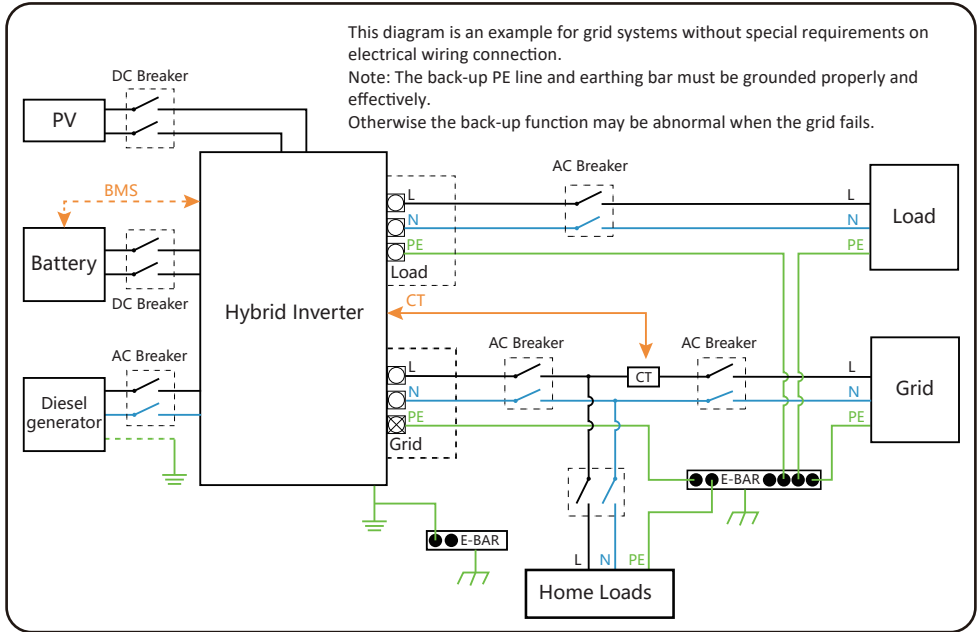 This diagram is an example for grid systems without special requirements on
electrical wiring connection.
Note: The back-up PE line and earthing bar must be grounded properly and
effectively.
Otherwise the back-up function may be abnormal when the grid fails.
DC Breaker
PV
BMS
Battery
DC Breaker
AC Breaker
Diesel
generator
Hybrid Inverter
L
N
PE
Load
AC Breaker
L
N
PE
Load
CT
L
N
PE
Grid
AC Breaker
CT
AC Breaker
L
N
PE
Grid
E-BAR
E-BAR
L
N
PE
Home Loads